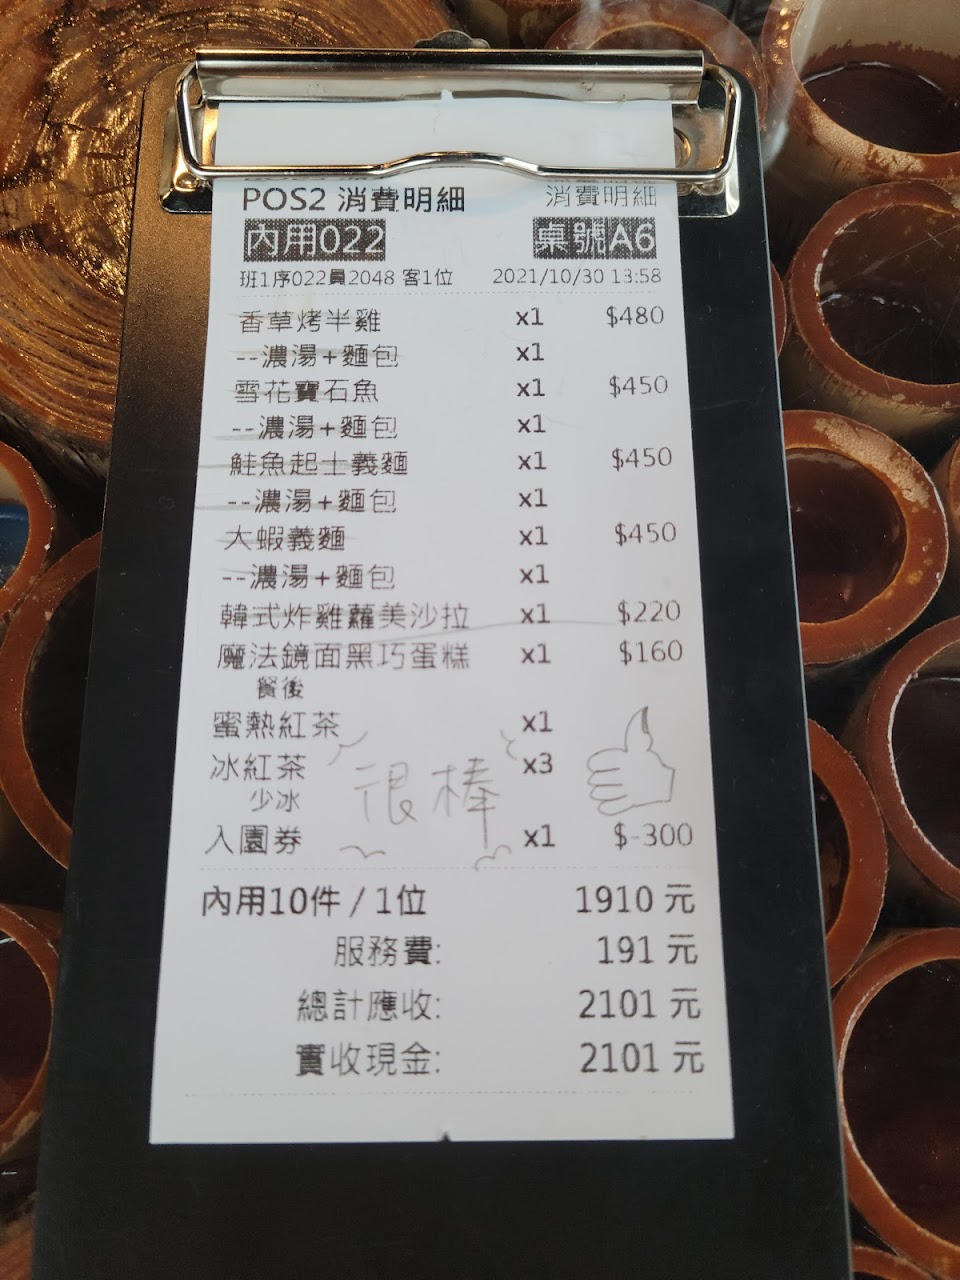 POS2 消費明細 消費明細
內用022 桌號A6
班1序022員2048 客1位 2021/10/30 13:58
香草烤半雞 x1 $480
--濃湯+麵包 x1
雪花寶石魚 x1 $450
--濃湯+麵包 x1
鮭魚起士義麵 x1 $450
--濃湯+麵包 x1
大蝦義麵 x1 $450
--濃湯+麵包 x1
韓式炸雞蘿美沙拉 x1 $220
魔法鏡面黑巧蛋糕 x1 $160
餐後
蜜熱紅茶 x1
冰紅茶 x3
少冰
很棒
入園券 x1 $-300
內用10件 / 1位 1910 元
服務費: 191 元
總計應收: 2101 元
實收現金: 2101 元